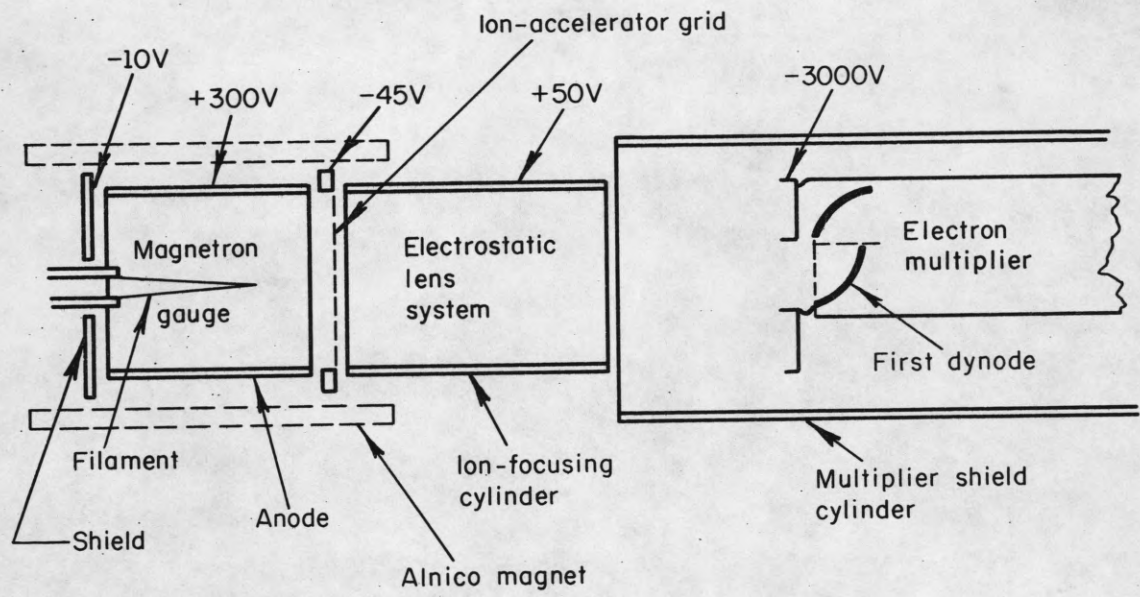 Ion-accelerator grid
-10V
+300V
-45V
+50V
-3000V
Magnetron
gauge
Electrostatic
lens
system
Electron
multiplier
First dynode
Filament
Shield
Anode
Ion-focusing
cylinder
Multiplier shield
cylinder
Alnico magnet